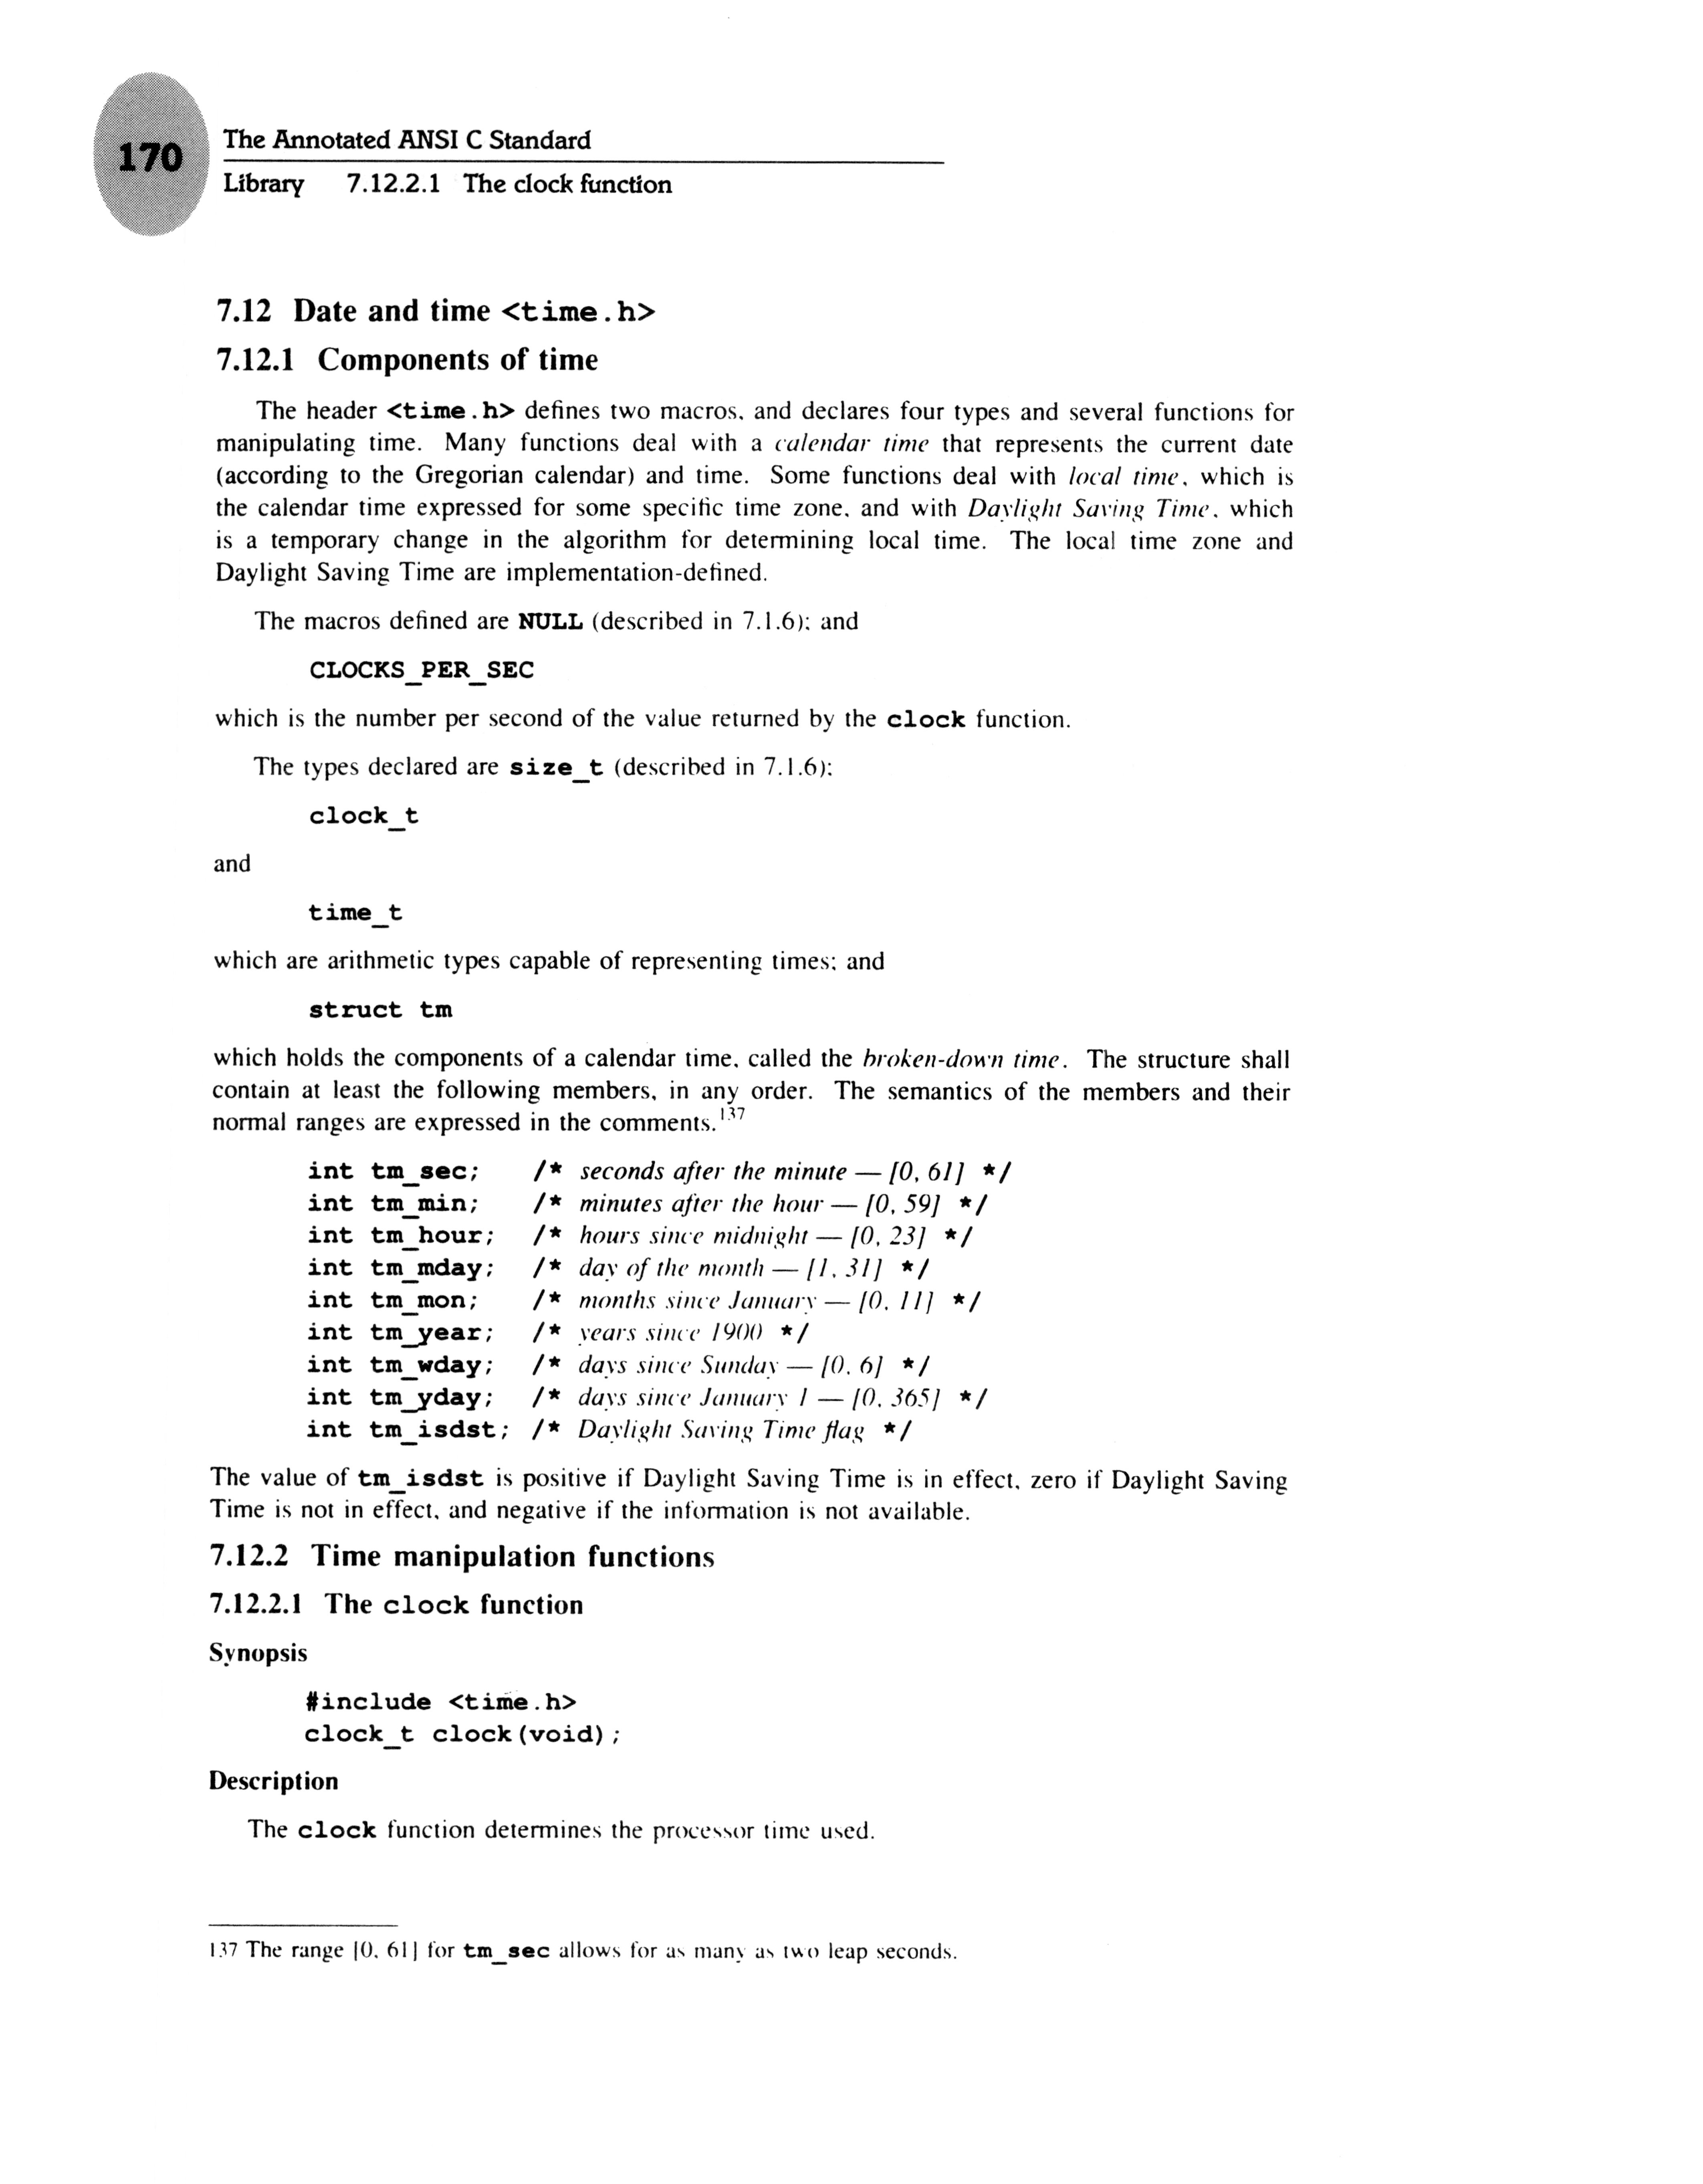 170
The Annotated ANSI C Standard
Library 7.12.2.1 The clock function
7.12 Date and time <time.h>
7.12.1 Components of time
The header <time.h> defines two macros, and declares four types and several functions for
manipulating time. Many functions deal with a calendar time that represents the current date
(according to the Gregorian calendar) and time. Some functions deal with local time, which is
the calendar time expressed for some specific time zone, and with Daylight Saving Time, which
is a temporary change in the algorithm for determining local time. The local time zone and
Daylight Saving Time are implementation-defined.
The macros defined are NULL (described in 7.1.6); and
CLOCKS_PER_SEC
which is the number per second of the value returned by the clock function.
The types declared are size_t (described in 7.1.6);
clock_t
and
time_t
which are arithmetic types capable of representing times; and
struct tm
which holds the components of a calendar time, called the broken-down time. The structure shall
contain at least the following members, in any order. The semantics of the members and their
normal ranges are expressed in the comments.137
int tm_sec; /* seconds after the minute — [0, 61] */
int tm_min; /* minutes after the hour — [0, 59] */
int tm_hour; /* hours since midnight — [0, 23] */
int tm_mday; /* day of the month — [1, 31] */
int tm_mon; /* months since January — [0, 11] */
int tm_year; /* years since 1900 */
int tm_wday; /* days since Sunday — [0, 6] */
int tm_yday; /* days since January 1 — [0, 365] */
int tm_isdst; /* Daylight Saving Time flag */
The value of tm_isdst is positive if Daylight Saving Time is in effect, zero if Daylight Saving
Time is not in effect, and negative if the information is not available.
7.12.2 Time manipulation functions
7.12.2.1 The clock function
Synopsis
#include <time.h>
clock_t clock(void);
Description
The clock function determines the processor time used.
137 The range [0, 61] for tm_sec allows for as many as two leap seconds.